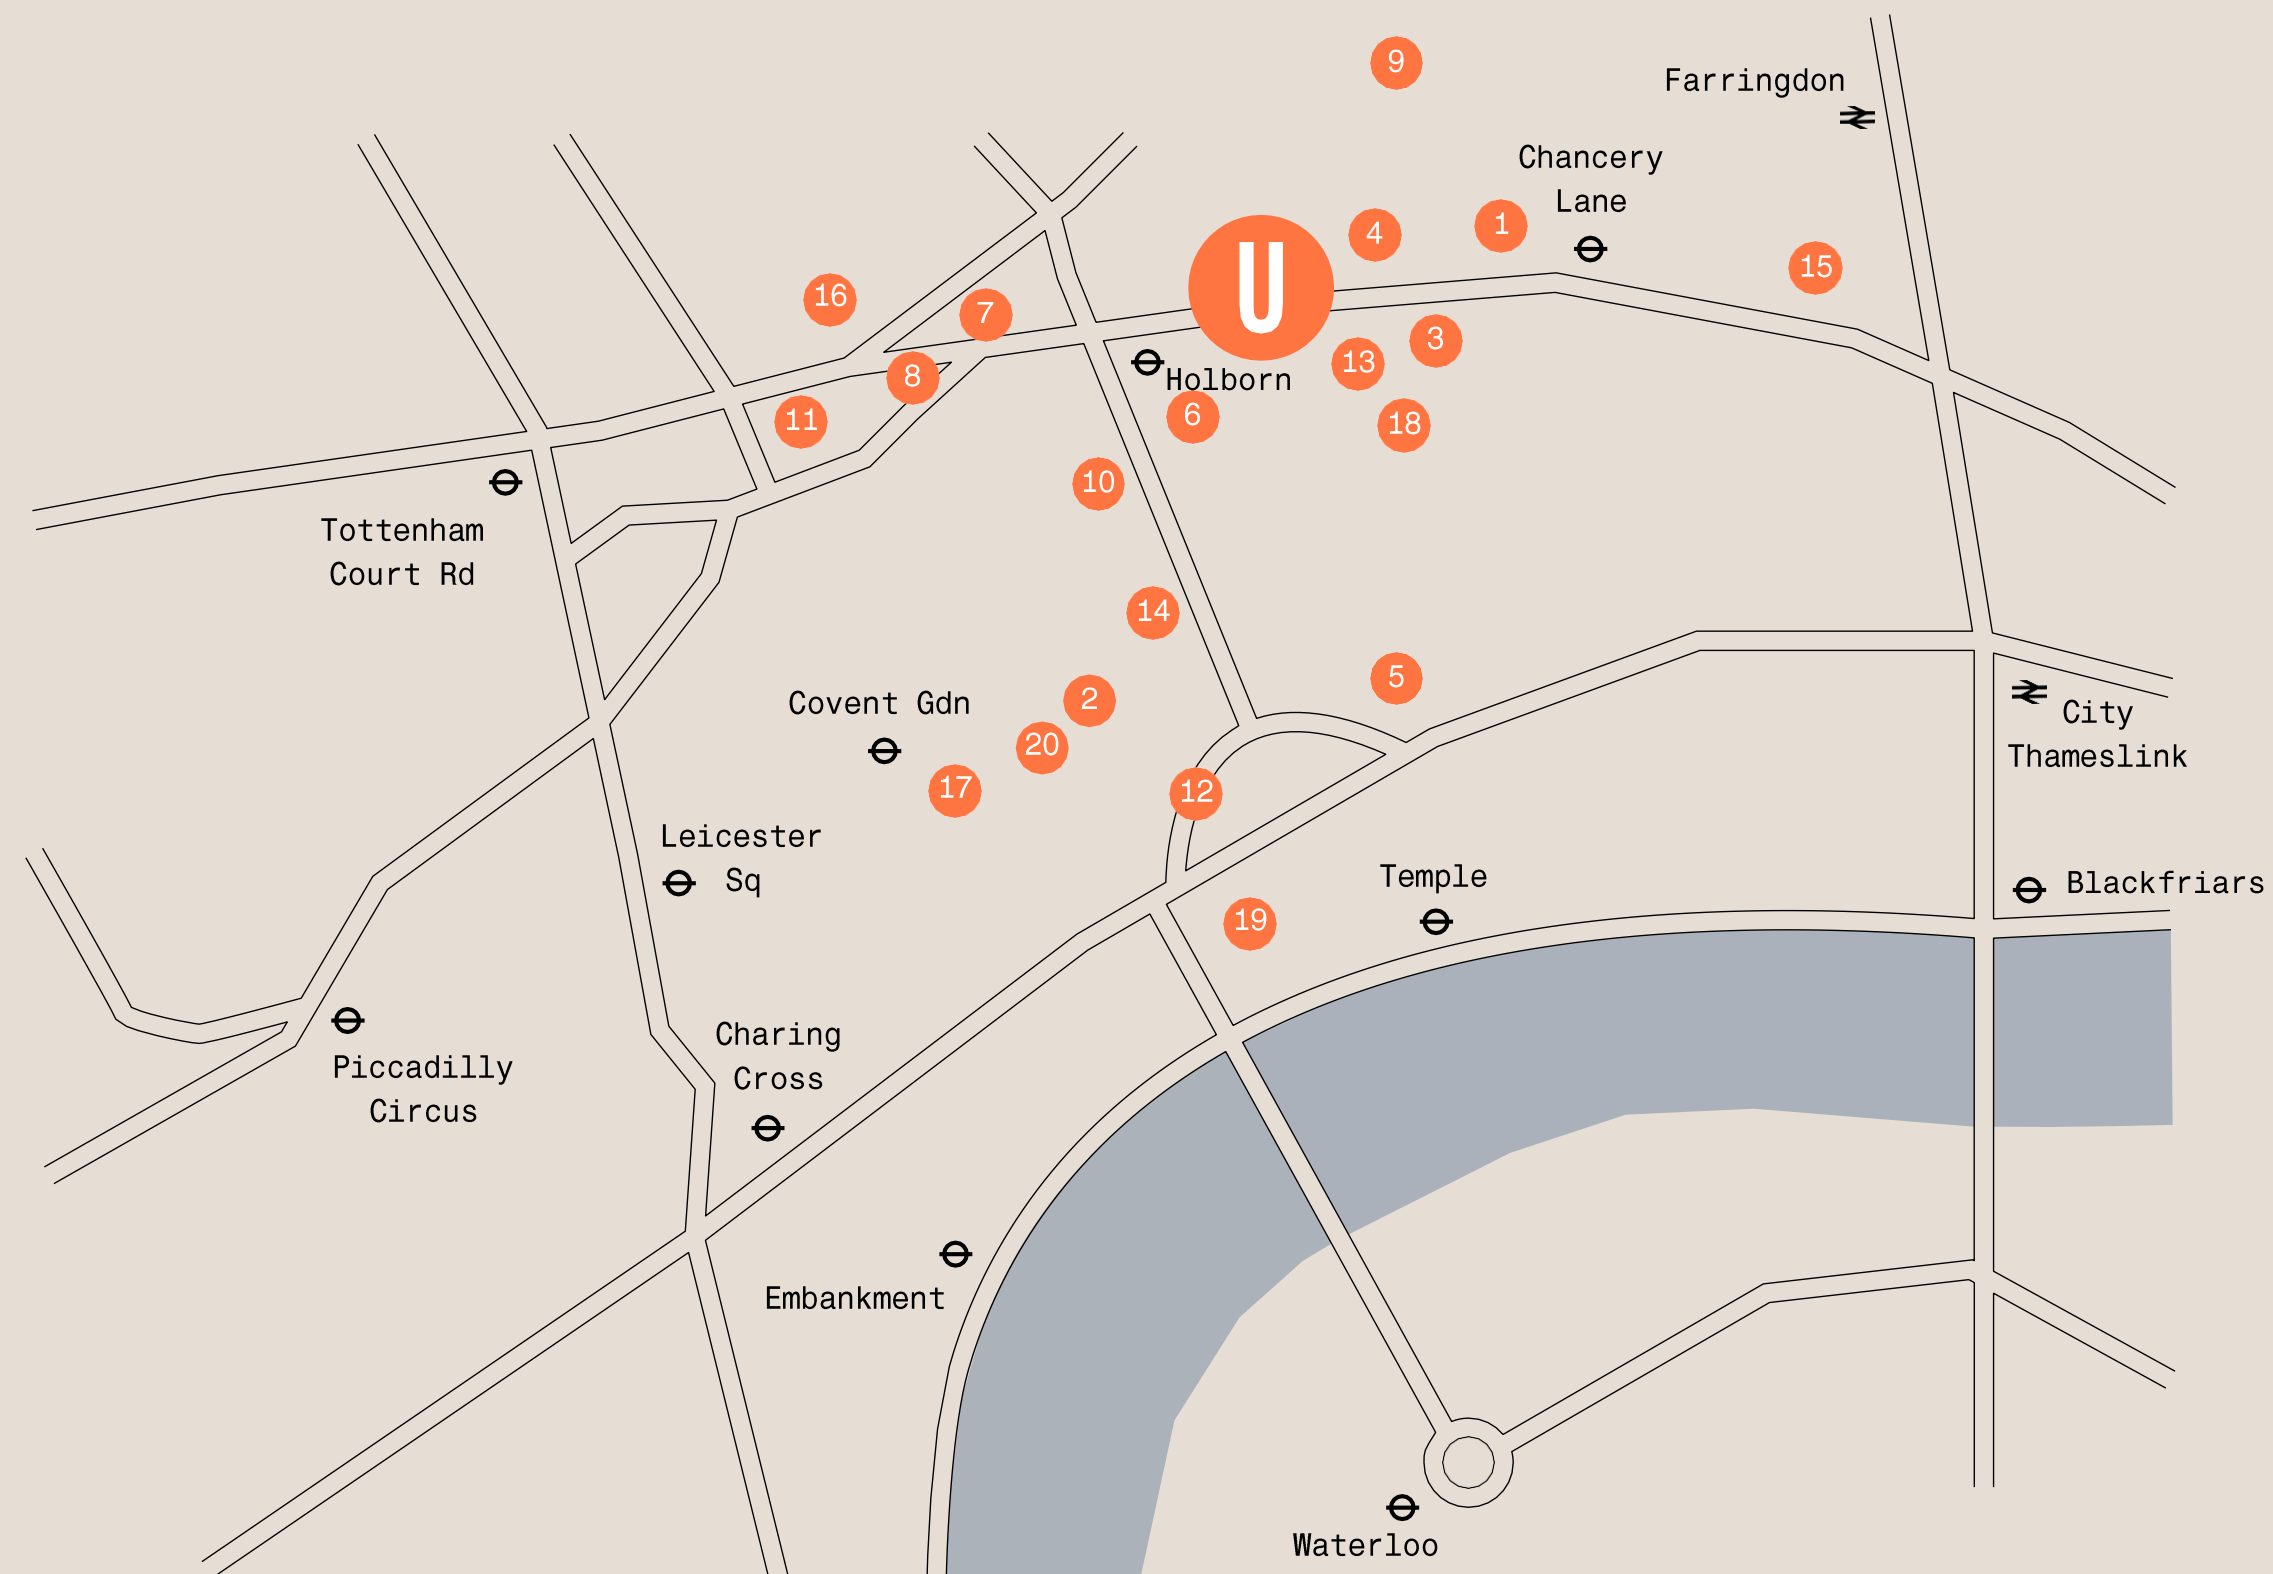 9
Farringdon
Chancery
Lane
1
4
15
U
16
7
3
13
8
Holborn
6
18
11
10
Tottenham
Court Rd
14
5
2
Covent Gdn
20
17
12
City
Thameslink
Leicester
Sq
Temple
Blackfriars
19
Charing
Cross
Piccadilly
Circus
Embankment
Waterloo